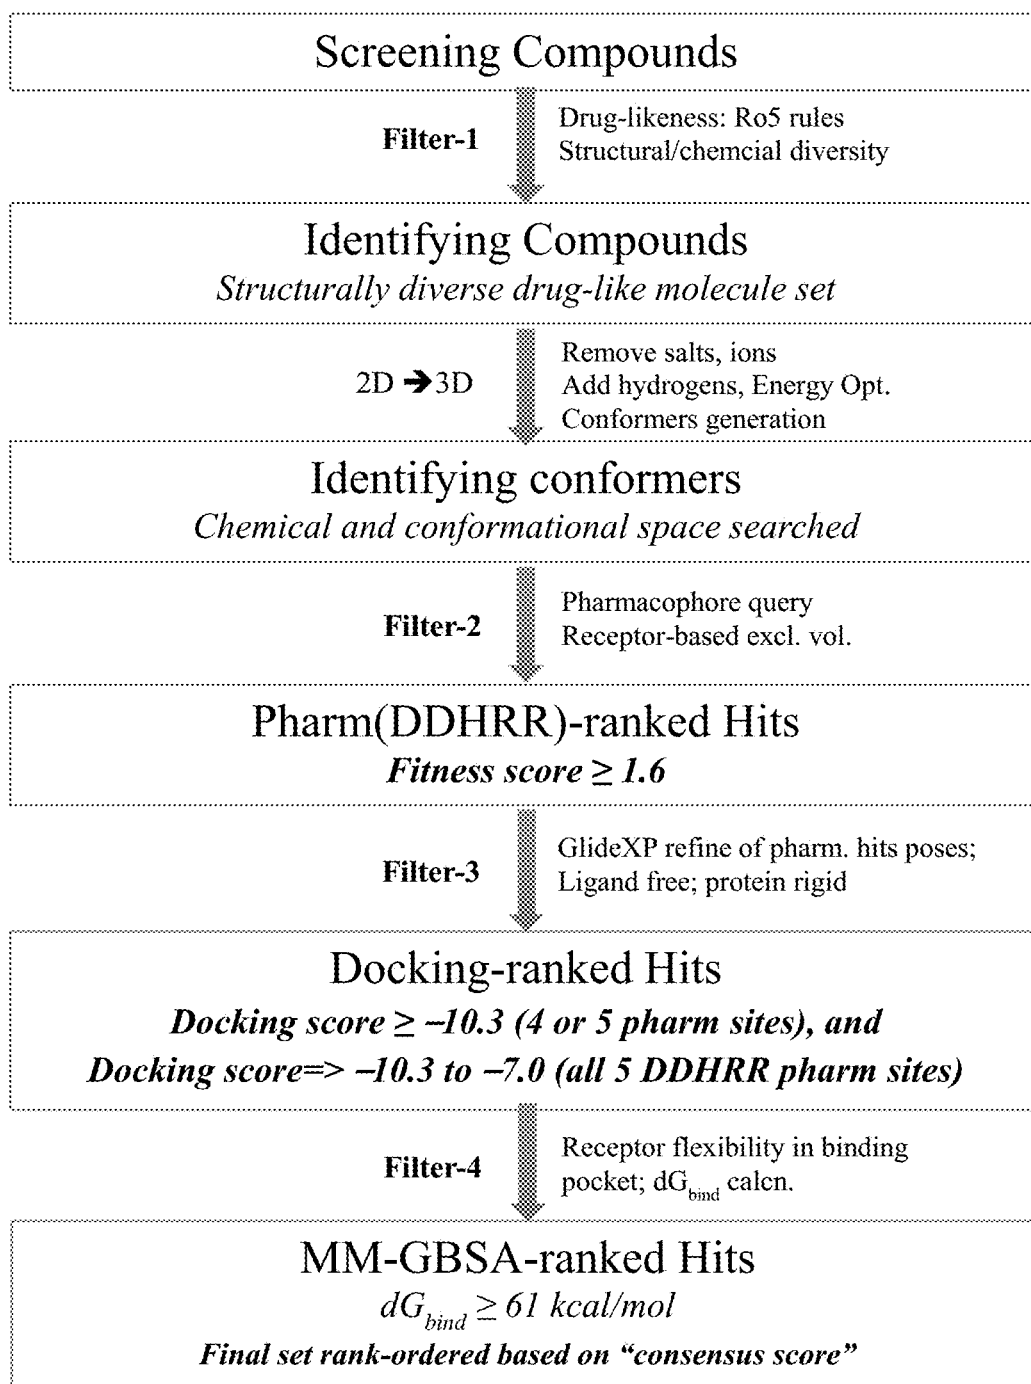 Screening Compounds
Filter-1
Drug-likeness: Ro5 rules
Structural/chemcial diversity
Identifying Compounds
Structurally diverse drug-like molecule set
2D ➔ 3D
Remove salts, ions
Add hydrogens, Energy Opt.
Conformers generation
Identifying conformers
Chemical and conformational space searched
Filter-2
Pharmacophore query
Receptor-based excl. vol.
Pharm(DDHRR)-ranked Hits
Fitness score ≥ 1.6
Filter-3
GlideXP refine of pharm. hits poses;
Ligand free; protein rigid
Docking-ranked Hits
Docking score ≥ –10.3 (4 or 5 pharm sites), and
Docking score=> –10.3 to –7.0 (all 5 DDHRR pharm sites)
Filter-4
Receptor flexibility in binding
pocket; dGbind calcn.
MM-GBSA-ranked Hits
dGbind ≥ 61 kcal/mol
Final set rank-ordered based on “consensus score”